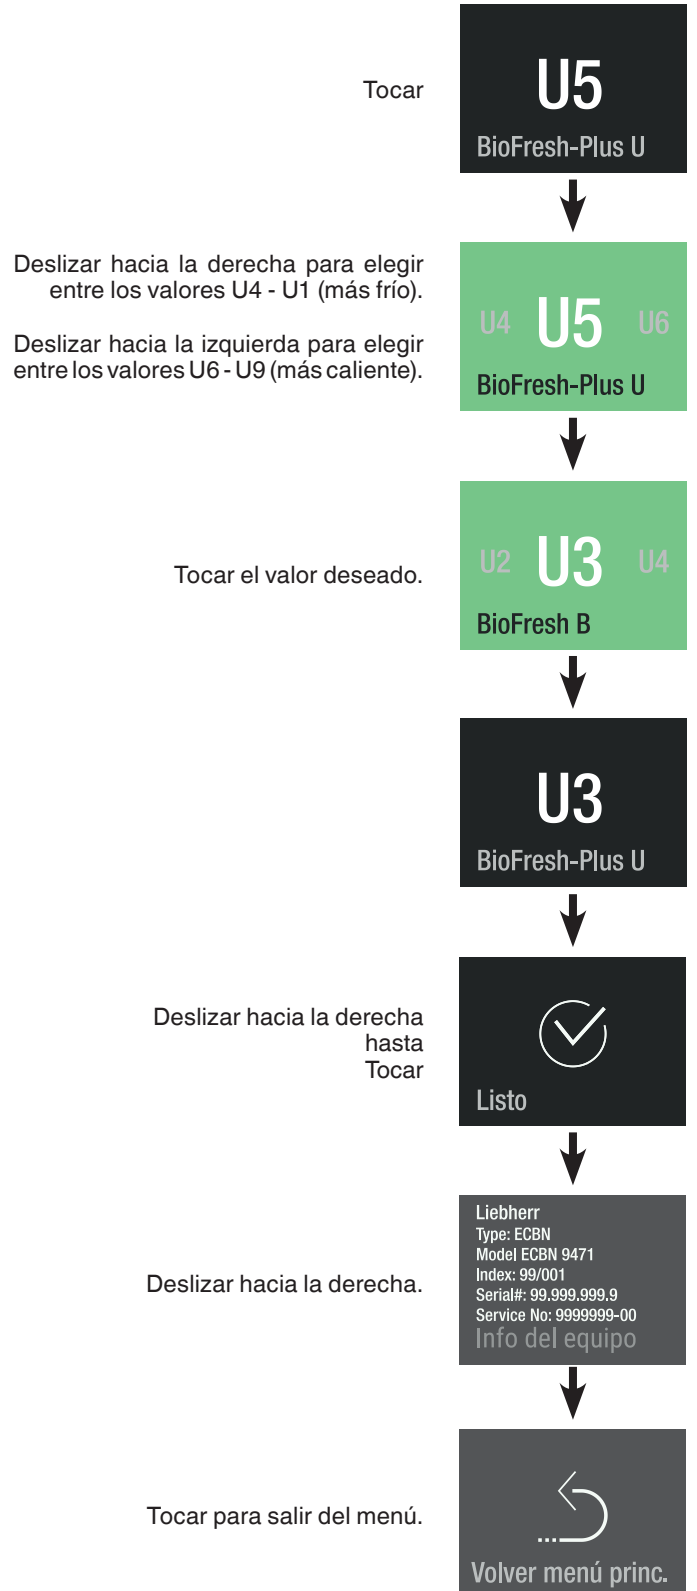 Tocar
U5
BioFresh-Plus U
Deslizar hacia la derecha para elegir
entre los valores U4 - U1 (más frío).
Deslizar hacia la izquierda para elegir
entre los valores U6 - U9 (más caliente).
U4 U5 U6
BioFresh-Plus U
Tocar el valor deseado.
U2 U3 U4
BioFresh B
U3
BioFresh-Plus U
Deslizar hacia la derecha
hasta
Tocar
Listo
Deslizar hacia la derecha.
Liebherr
Type: ECBN
Model ECBN 9471
Index: 99/001
Serial#: 99.999.999.9
Service No: 9999999-00
Info del equipo
Tocar para salir del menú.
Volver menú princ.